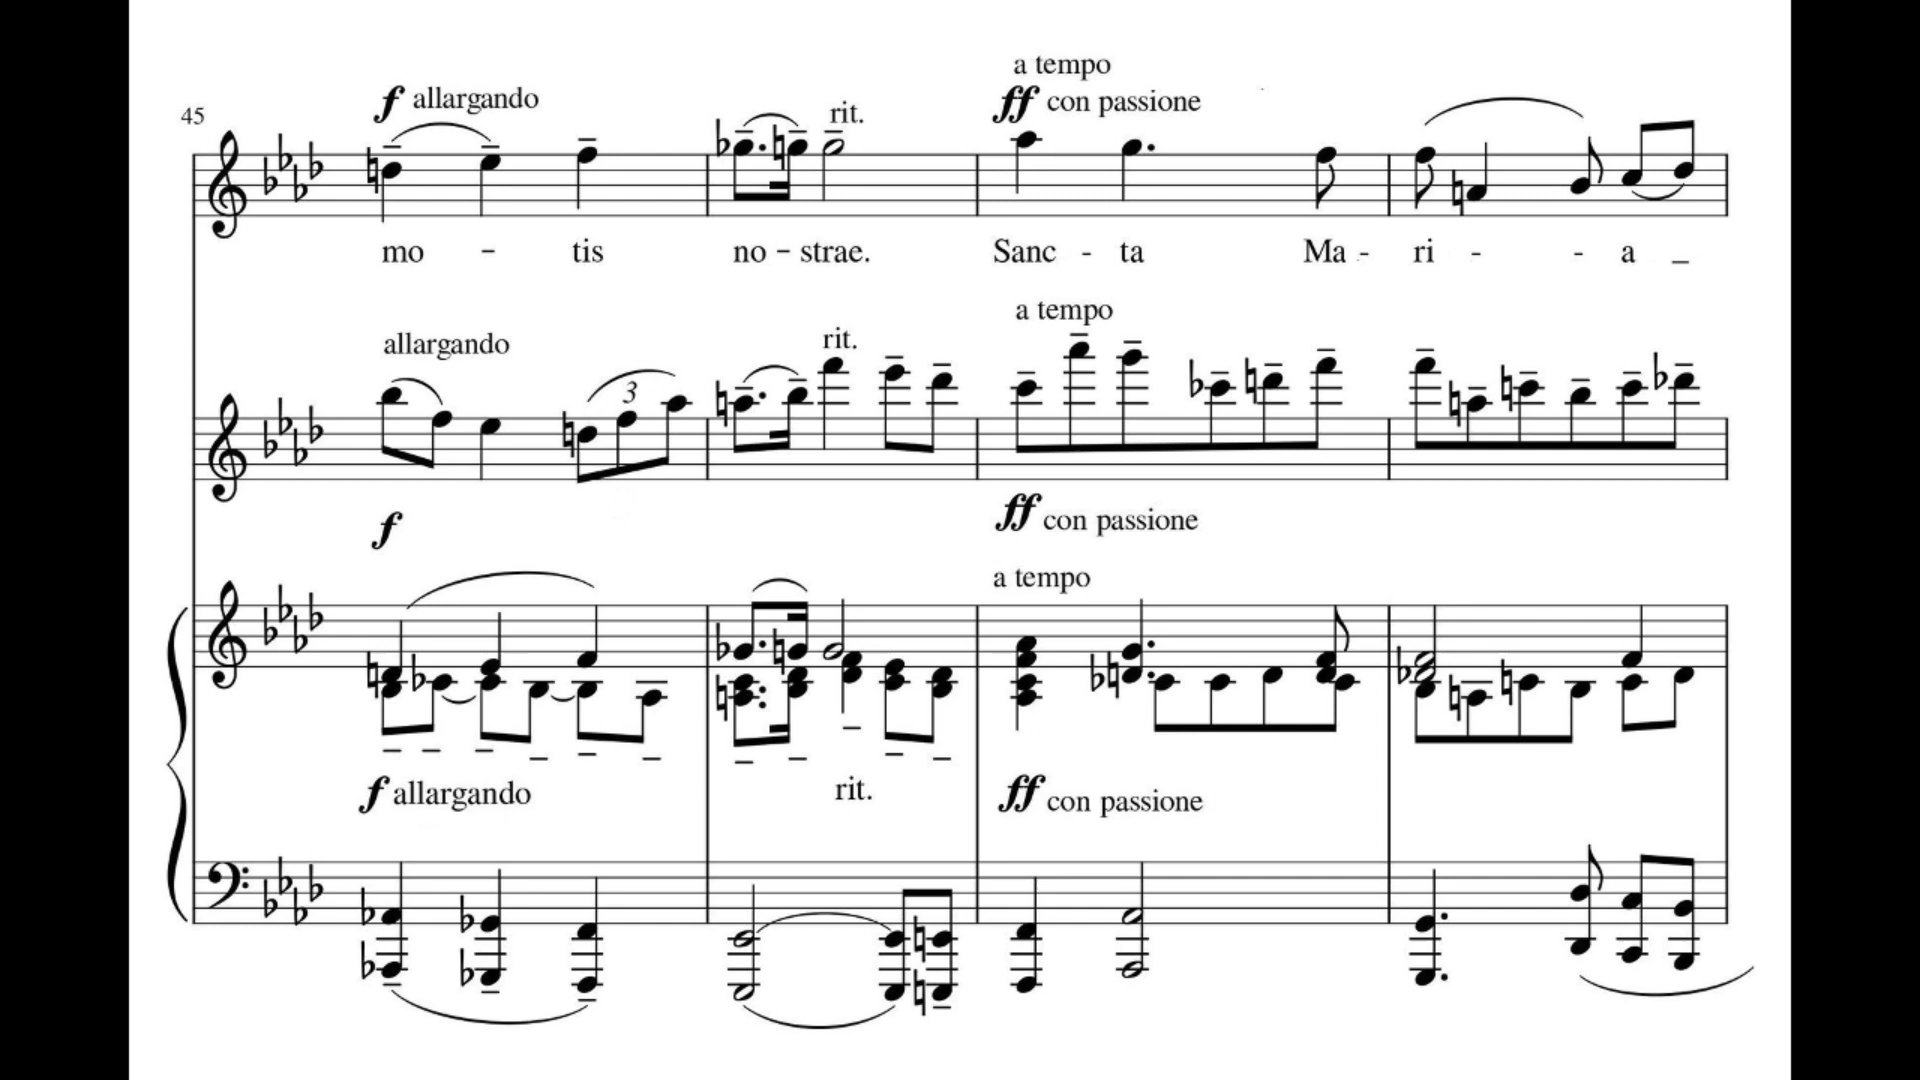 a tempo
45 f allargando rit. ff con passione
mo - tis no - strae. Sanc - ta Ma - ri - - a _
a tempo
allargando rit.
3
f ff con passione
a tempo
f allargando rit. ff con passione